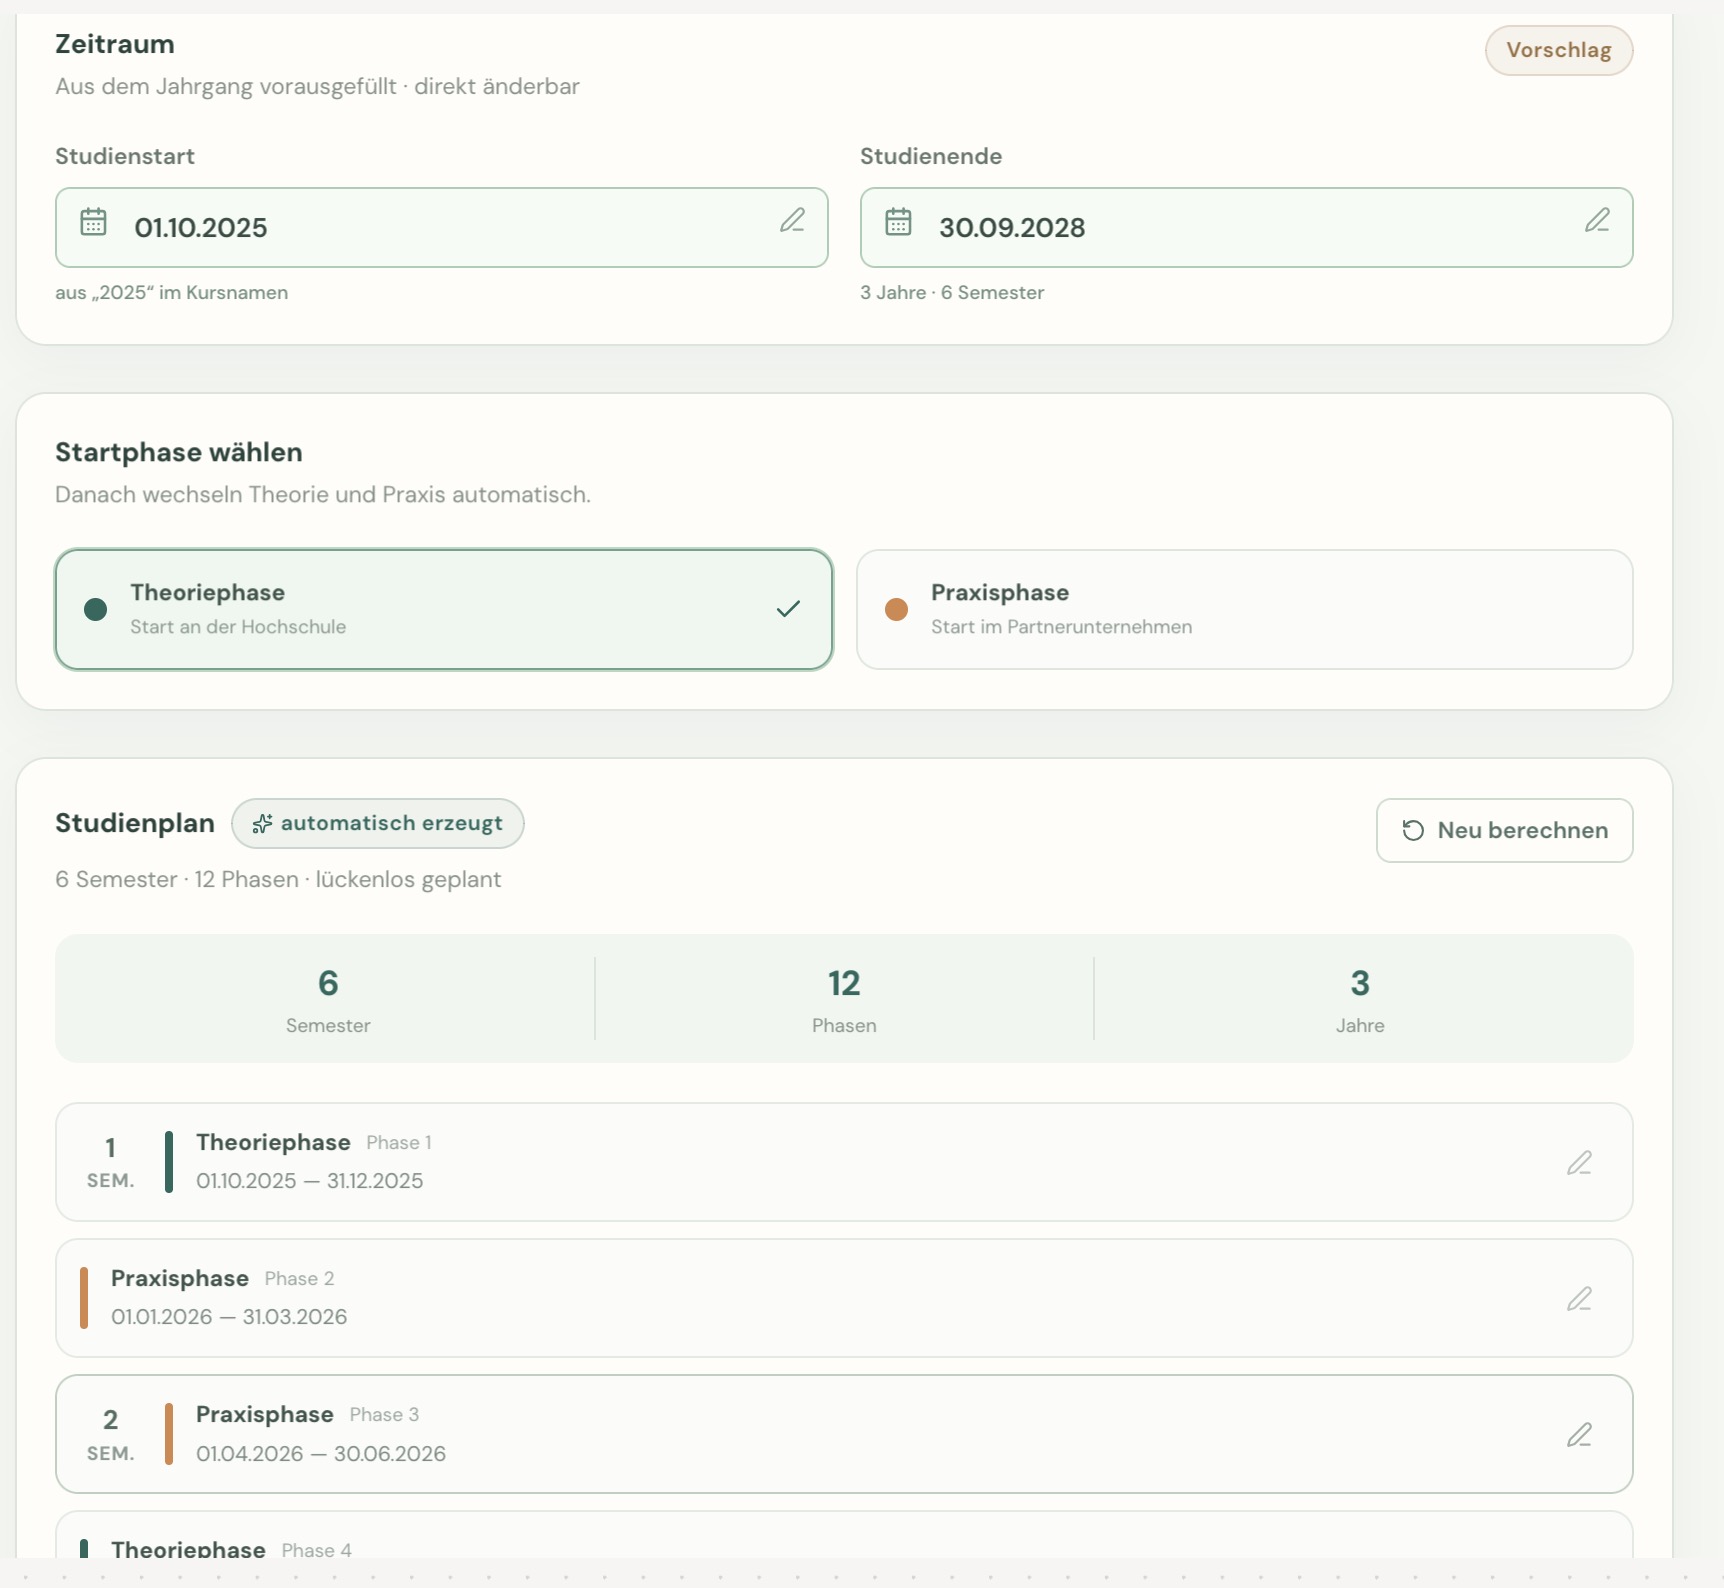 Zeitraum
Vorschlag
Aus dem Jahrgang vorausgefüllt · direkt änderbar
Studienstart
Studienende
01.10.2025
30.09.2028
aus „2025“ im Kursnamen
3 Jahre · 6 Semester
Startphase wählen
Danach wechseln Theorie und Praxis automatisch.
Theoriephase
Start an der Hochschule
Praxisphase
Start im Partnerunternehmen
Studienplan
automatisch erzeugt
Neu berechnen
6 Semester · 12 Phasen · lückenlos geplant
6
Semester
12
Phasen
3
Jahre
1
SEM.
Theoriephase Phase 1
01.10.2025 — 31.12.2025
Praxisphase Phase 2
01.01.2026 — 31.03.2026
2
SEM.
Praxisphase Phase 3
01.04.2026 — 30.06.2026
Theoriephase Phase 4